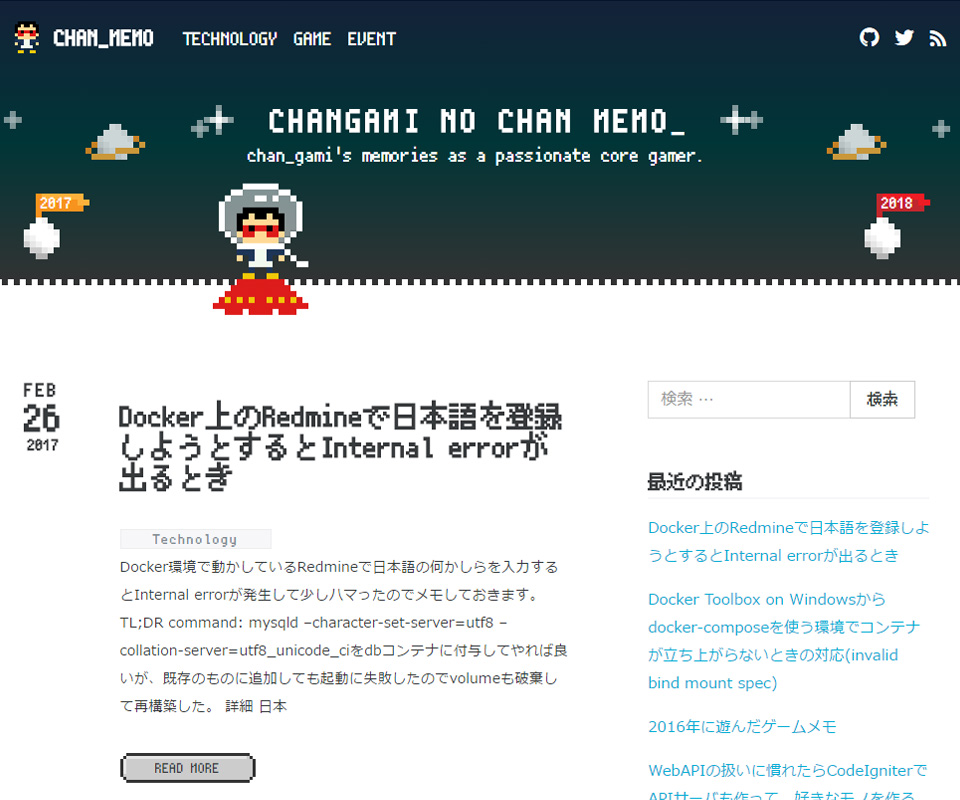 CHAN_MEMO TECHNOLOGY GAME EVENT
CHANGAMI NO CHAN MEMO_
chan_gami's memories as a passionate core gamer.
2017
2018
FEB
26
2017
Docker上のRedmineで日本語を登録
しようとするとInternal errorが
出るとき
Technology
Docker環境で動かしているRedmineで日本語の何かしらを入力する
とInternal errorが発生して少しハマったのでメモしておきます。
TL;DR command: mysqld –character-set-server=utf8 –
collation-server=utf8_unicode_ciをdbコンテナに付与してやれば良
いが、既存のものに追加しても起動に失敗したのでvolumeも破棄し
て再構築した。 詳細 日本
READ MORE
検索 …
検索
最近の投稿
Docker上のRedmineで日本語を登録しよ
うとするとInternal errorが出るとき
Docker Toolbox on Windowsから
docker-composeを使う環境でコンテナ
が立ち上がらないときの対応(invalid
bind mount spec)
2016年に遊んだゲームメモ
WebAPIの扱いに慣れたらCodeIgniterで
APIサーバも作って、好きなモノを作る